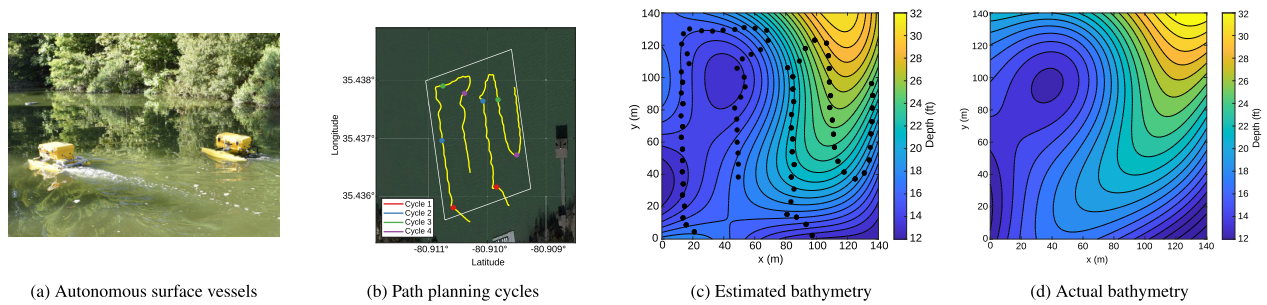 35.438°
35.437°
35.436°
Longitude
Cycle 1
Cycle 2
Cycle 3
Cycle 4
-80.911° -80.910° -80.909°
Latitude
140
120
100
80
60
40
20
0
y (m)
0 20 40 60 80 100 120 140
x (m)
32
30
28
26
24
22
20
18
16
14
12
Depth (ft)
140
120
100
80
60
40
20
0
y (m)
0 20 40 60 80 100 120 140
x (m)
32
30
28
26
24
22
20
18
16
14
12
Depth (ft)
(a) Autonomous surface vessels
(b) Path planning cycles
(c) Estimated bathymetry
(d) Actual bathymetry